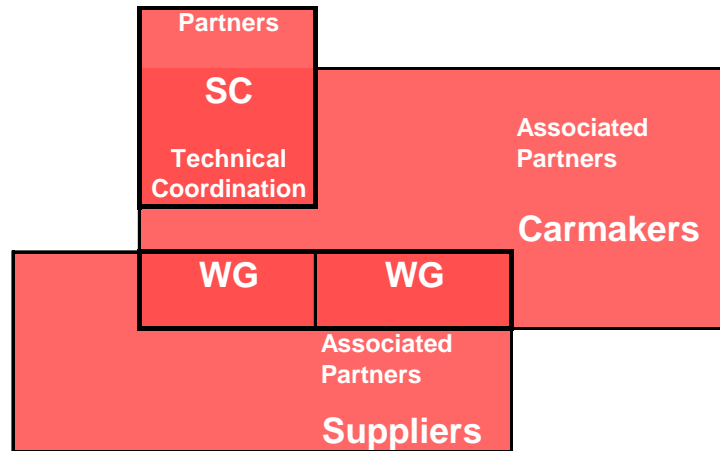 Partners
SC
Technical
Coordination
Associated
Partners
Carmakers
WG
WG
Associated
Partners
Suppliers